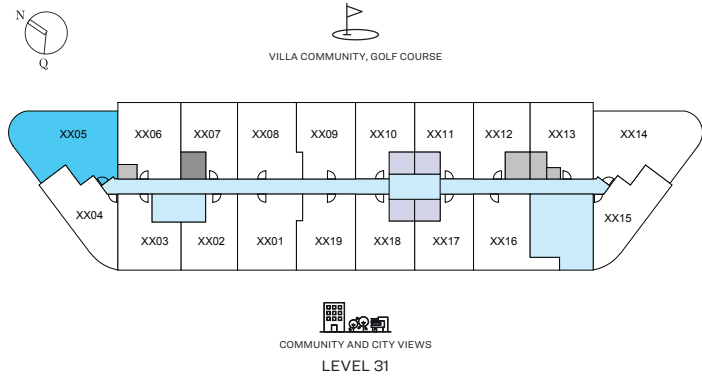 N
Q
VILLA COMMUNITY, GOLF COURSE
XX05 XX06 XX07 XX08 XX09 XX10 XX11 XX12 XX13 XX14
XX04 XX03 XX02 XX01 XX19 XX18 XX17 XX16 XX15
COMMUNITY AND CITY VIEWS
LEVEL 31